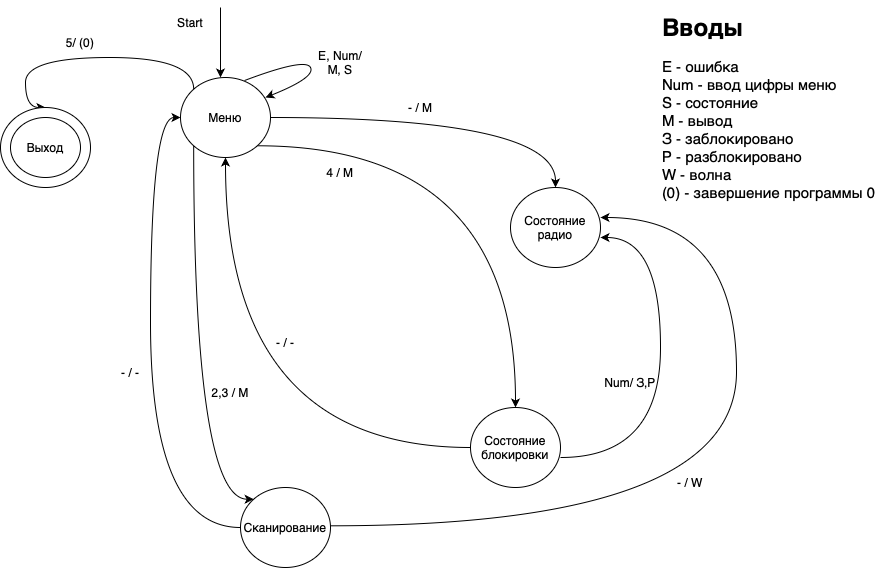 Start
Вводы
5/ (0)
E, Num/
M, S
E - ошибка
Num - ввод цифры меню
S - состояние
M - вывод
З - заблокировано
Р - разблокировано
W - волна
(0) - завершение программы 0
- / M
Меню
Выход
4 / M
Состояние
радио
- / -
- / -
2,3 / M
Num/ З,Р
Состояние
блокировки
- / W
Сканирование